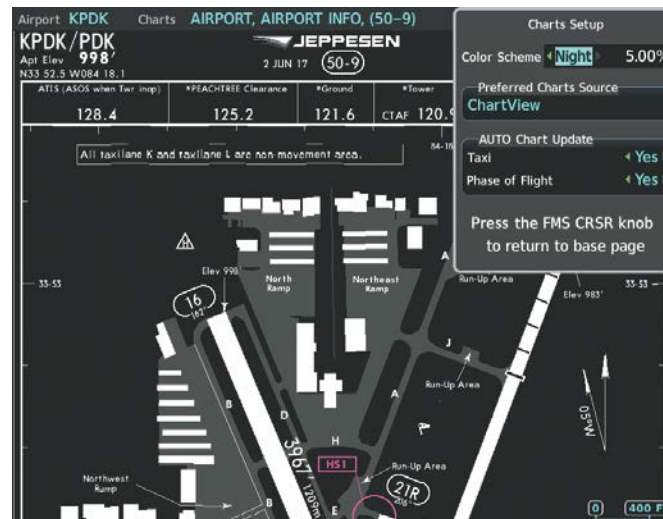 Airport KPDK Charts AIRPORT, AIRPORT INFO, (50-9)
KPDK/PDK
Apt Elev 998'
N33 52.5 W084 18.1
JEPPESEN
2 JUN 17 50-9
ATIS (ASOS when Twr inop)
128.4
*PEACHTREE Clearance
125.2
*Ground
121.6
*Tower
CTAF 120.9
Charts Setup
Color Scheme Night 5.00%
Preferred Charts Source
ChartView
AUTO Chart Update
Taxi Yes
Phase of Flight Yes
Press the FMS CRSR knob
to return to base page
All taxilane K and taxilane L are non-movement area.
A
Elev 998'
North
Ramp
Northeast
Ramp
Run-Up Area
33-53
33-53
Elev 983'
16
162°
J
Run-Up Area
A
B
D
A
05°W
3967'
1209m
H
HS1
Run-Up Area
21R
206°
Northwest
Ramp
B
E
0 400 F